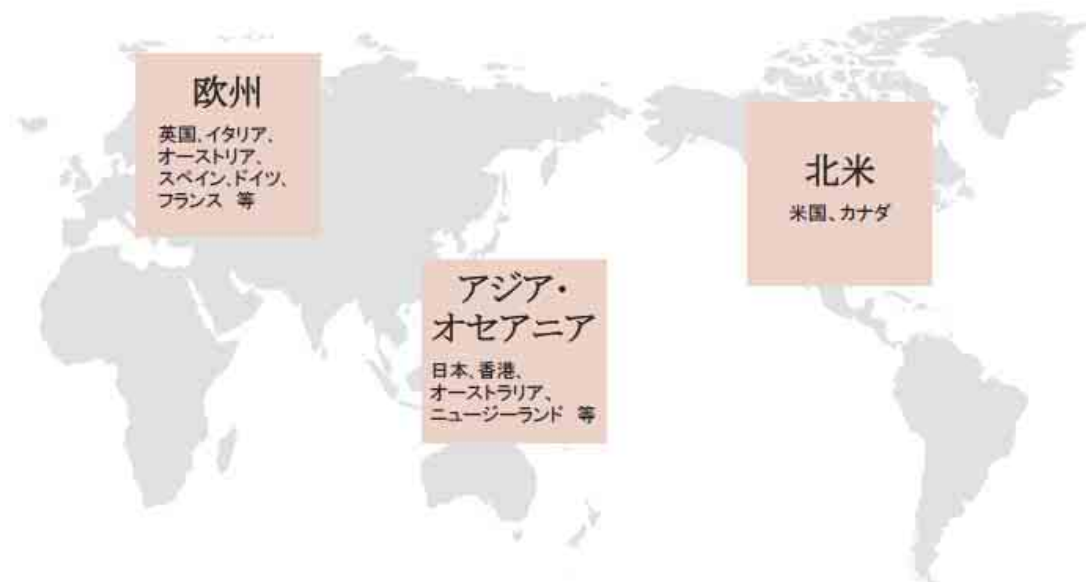 欧州
英国、イタリア、
オーストリア、
スペイン、ドイツ、
フランス　等
北米
米国、カナダ
アジア・
オセアニア
日本、香港、
オーストラリア、
ニュージーランド　等